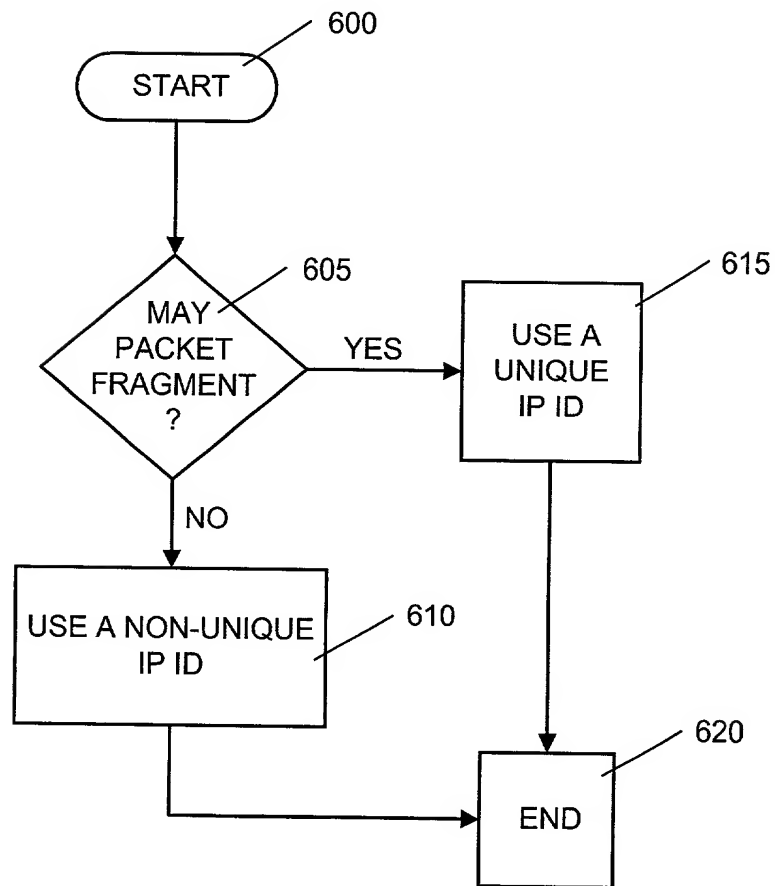 600
START
605
MAY
PACKET
FRAGMENT
?
YES
615
USE A
UNIQUE
IP ID
NO
USE A NON-UNIQUE
IP ID
610
620
END